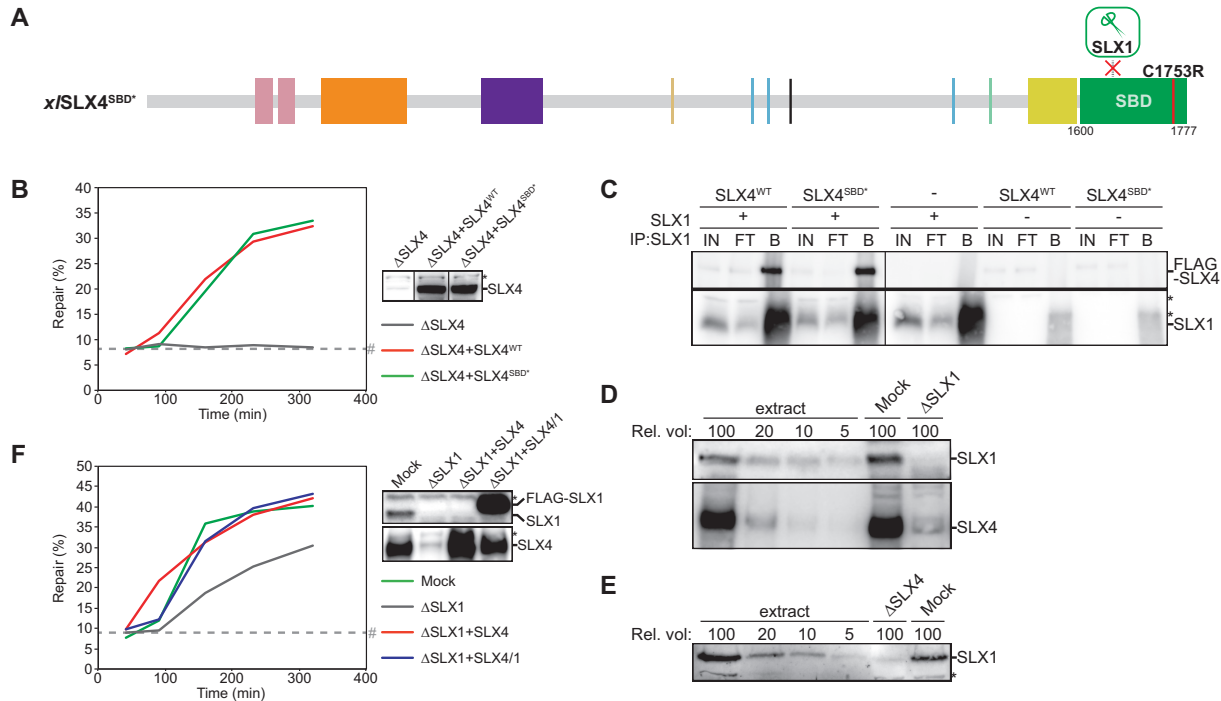 A
SLX1
C1753R
xlSLX4SBD*
SBD
1600
1777
B
Repair (%)
40
35
30
25
20
15
10
5
0
#
0
100
200
300
400
Time (min)
ΔSLX4
ΔSLX4+SLX4WT
ΔSLX4+SLX4SBD*
*
SLX4
ΔSLX4
ΔSLX4+SLX4WT
ΔSLX4+SLX4SBD*
C
SLX4WT SLX4SBD* - SLX4WT SLX4SBD*
SLX1 + + + - -
IP:SLX1 IN FT B IN FT B IN FT B IN FT B IN FT B
FLAG
-SLX4
*
*
SLX1
D
extract Mock ΔSLX1
Rel. vol: 100 20 10 5 100 100
SLX1
SLX4
E
extract ΔSLX4 Mock
Rel. vol: 100 20 10 5 100 100
SLX1
*
F
Repair (%)
50
45
40
35
30
25
20
15
10
5
0
#
0
100
200
300
400
Time (min)
Mock
ΔSLX1
ΔSLX1+SLX4
ΔSLX1+SLX4/1
*
FLAG-SLX1
SLX1
*
SLX4
Mock
ΔSLX1
ΔSLX1+SLX4
ΔSLX1+SLX4/1